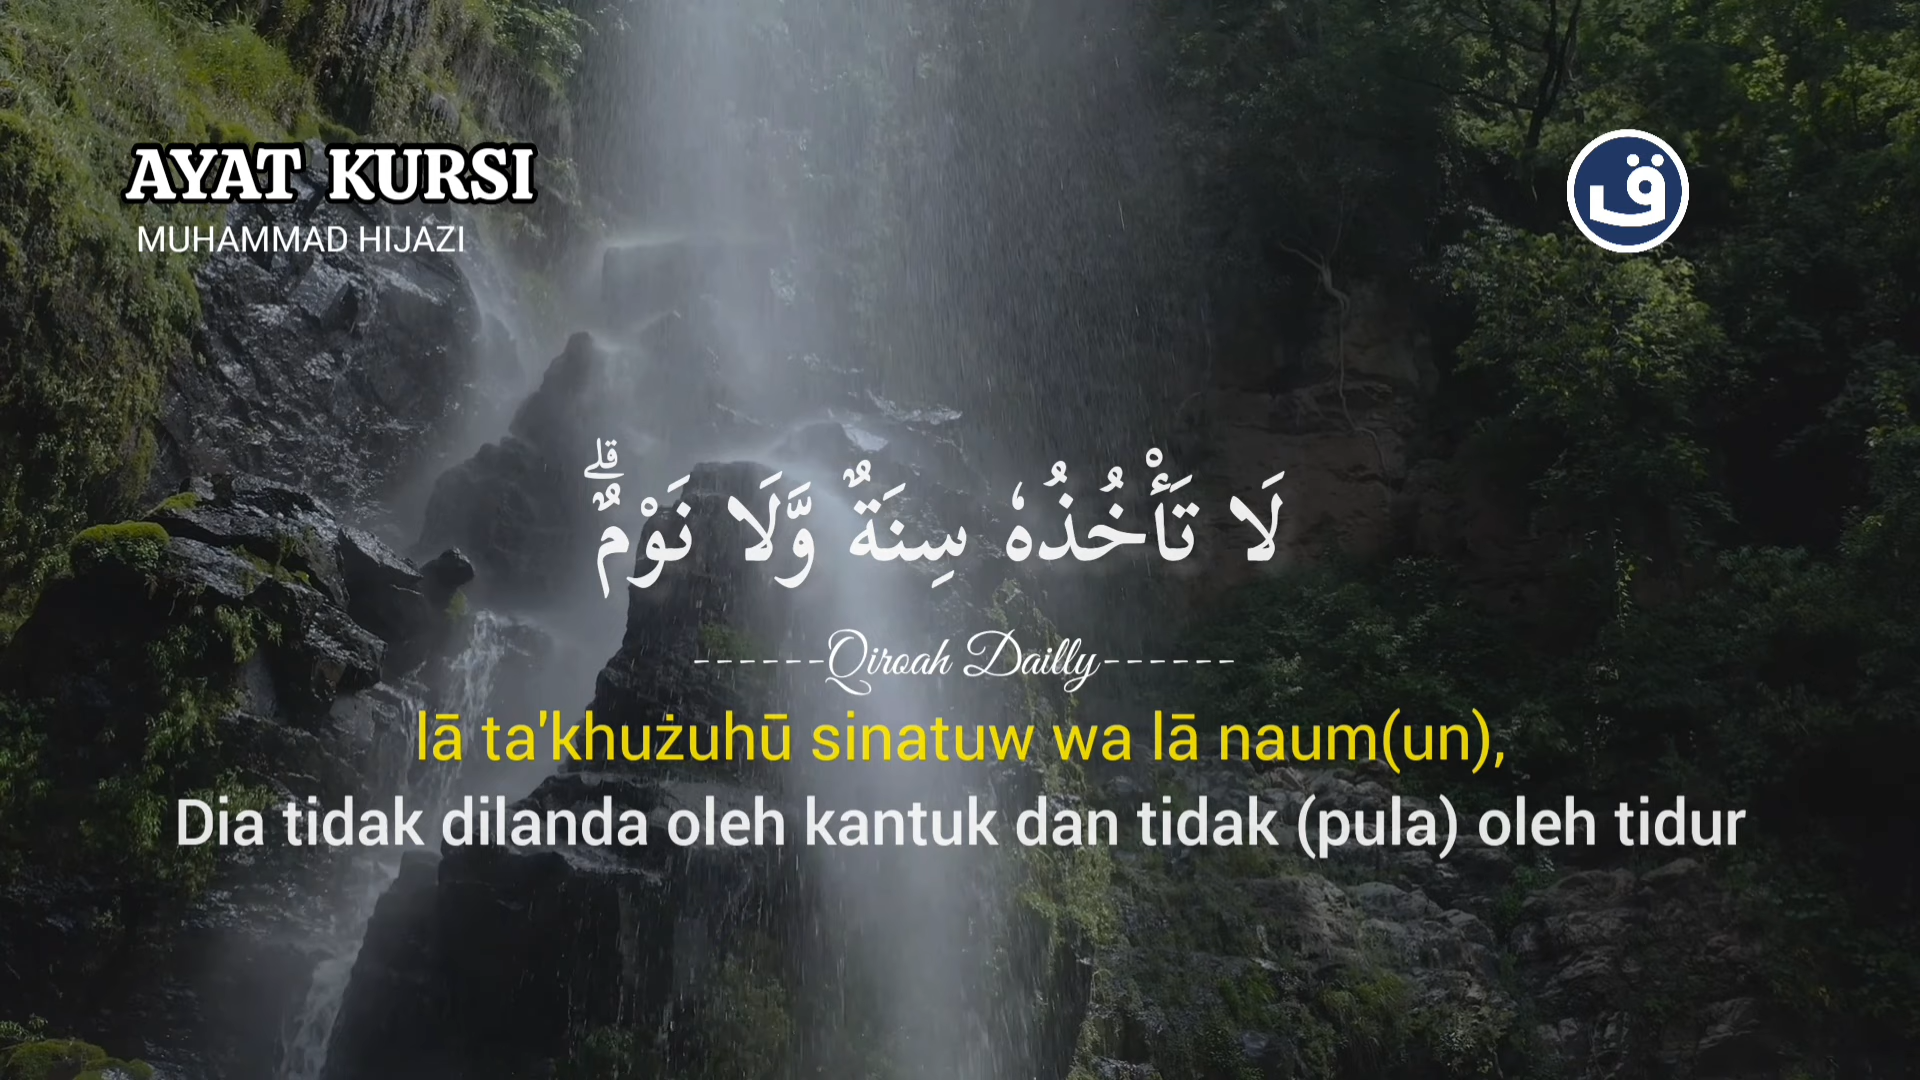 AYAT KURSI
MUHAMMAD HIJAZI
ق
لَا تَأْخُذُهٗ سِنَةٌ وَّلَا نَوْمٌۗ
------Qiroah Dailly------
lā ta'khużuhū sinatuw wa lā naum(un),
Dia tidak dilanda oleh kantuk dan tidak (pula) oleh tidur